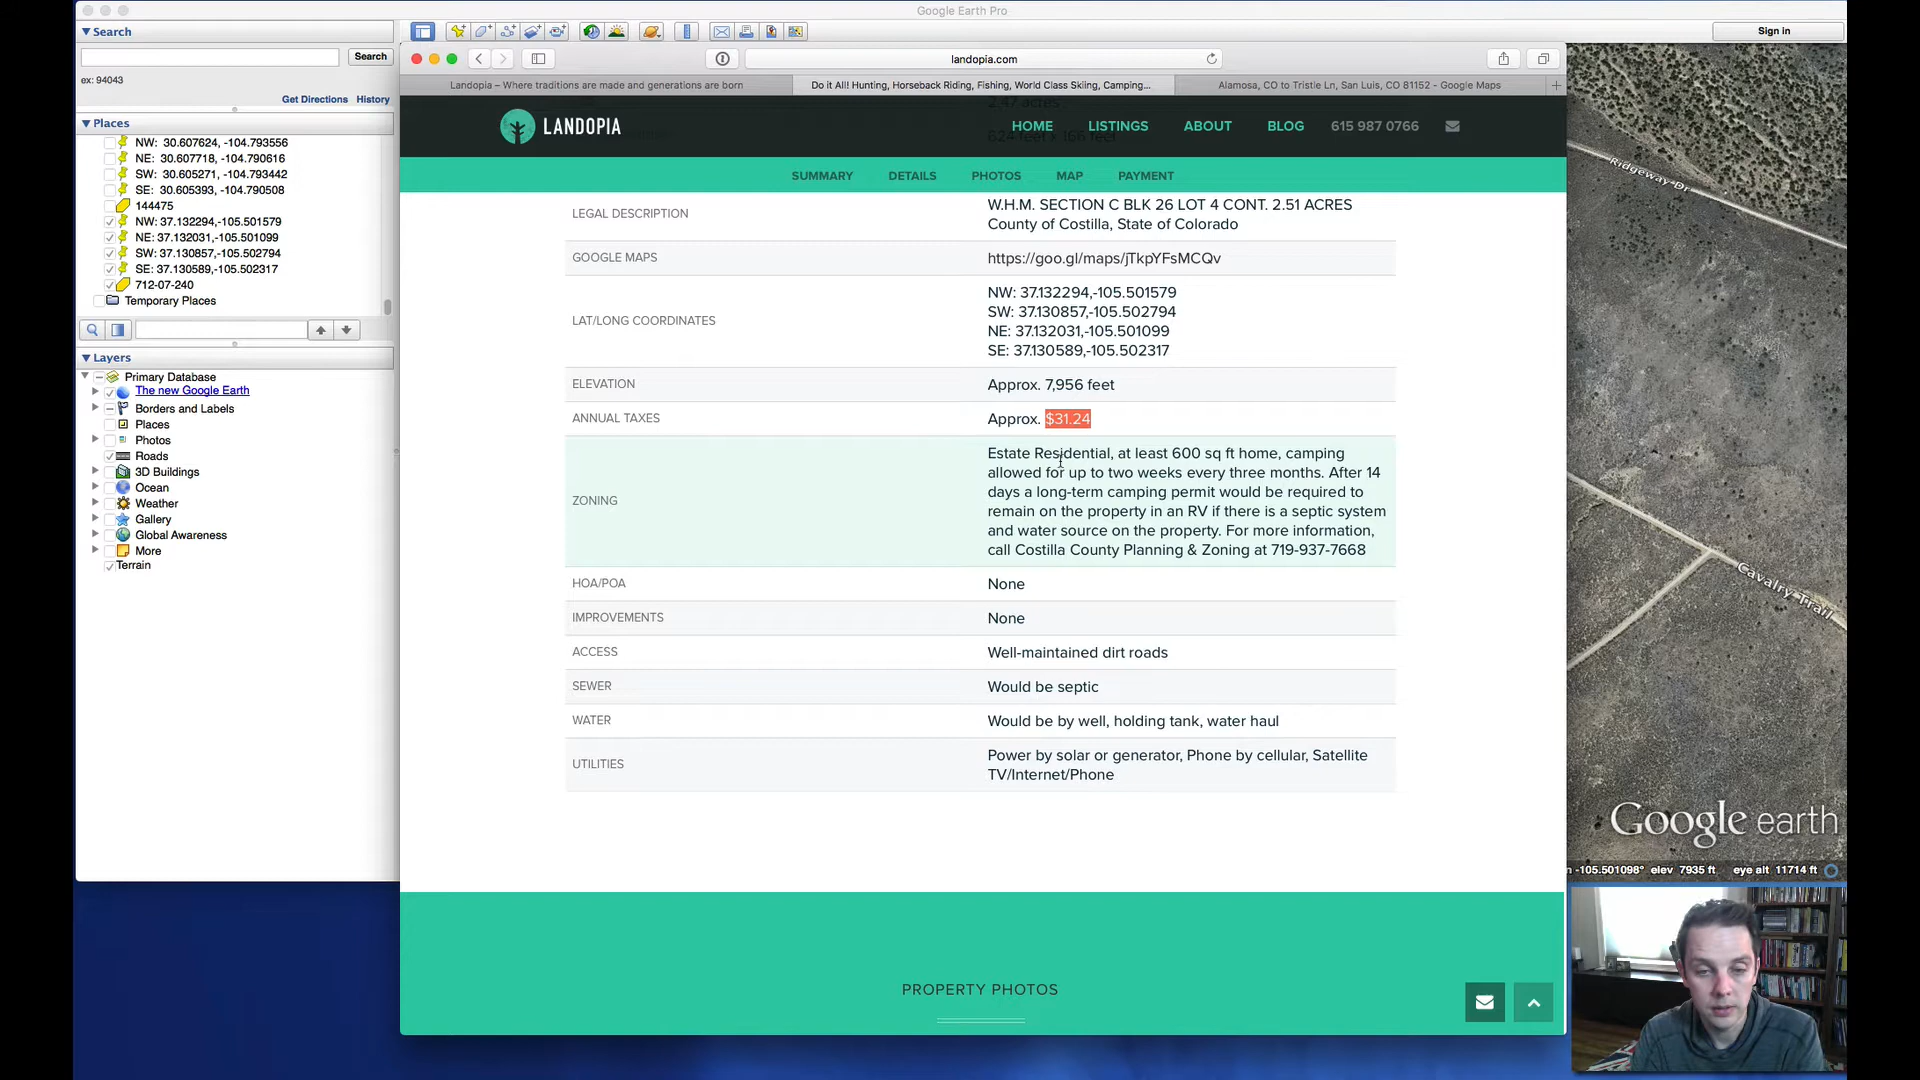 Google Earth Pro
Search
Search
ex: 94043
Get Directions History
Places
NW: 30.607624, -104.793556
NE: 30.607718, -104.790616
SW: 30.605271, -104.793442
SE: 30.605393, -104.790508
144475
NW: 37.132294,-105.501579
NE: 37.132031,-105.501099
SW: 37.130857,-105.502794
SE: 37.130589,-105.502317
712-07-240
Temporary Places
Layers
Primary Database
The new Google Earth
Borders and Labels
Places
Photos
Roads
3D Buildings
Ocean
Weather
Gallery
Global Awareness
More
Terrain
Sign in
landopia.com
Landopia – Where traditions are made and generations are born
Do it All! Hunting, Horseback Riding, Fishing, World Class Skiing, Camping...
Alamosa, CO to Tristie Ln, San Luis, CO 81152 - Google Maps
2.47 acres
624 feet x 166 feet
LANDOPIA
HOME LISTINGS ABOUT BLOG 615 987 0766
SUMMARY DETAILS PHOTOS MAP PAYMENT
LEGAL DESCRIPTION
W.H.M. SECTION C BLK 26 LOT 4 CONT. 2.51 ACRES
County of Costilla, State of Colorado
GOOGLE MAPS
https://goo.gl/maps/jTkpYFsMCQv
LAT/LONG COORDINATES
NW: 37.132294,-105.501579
SW: 37.130857,-105.502794
NE: 37.132031,-105.501099
SE: 37.130589,-105.502317
ELEVATION
Approx. 7,956 feet
ANNUAL TAXES
Approx. $31.24
ZONING
Estate Residential, at least 600 sq ft home, camping
allowed for up to two weeks every three months. After 14
days a long-term camping permit would be required to
remain on the property in an RV if there is a septic system
and water source on the property. For more information,
call Costilla County Planning & Zoning at 719-937-7668
HOA/POA
None
IMPROVEMENTS
None
ACCESS
Well-maintained dirt roads
SEWER
Would be septic
WATER
Would be by well, holding tank, water haul
UTILITIES
Power by solar or generator, Phone by cellular, Satellite
TV/Internet/Phone
PROPERTY PHOTOS
Ridgeway Dr
Cavalry Trail
Google earth
-105.501098° elev 7935 ft eye alt 11714 ft